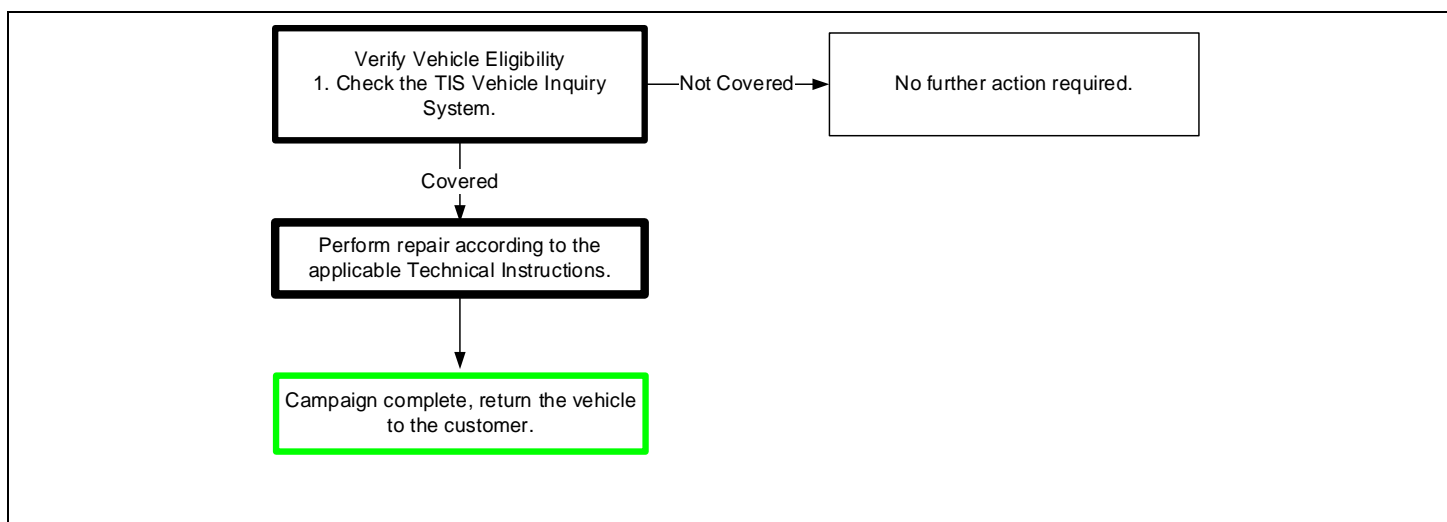 Verify Vehicle Eligibility
1. Check the TIS Vehicle Inquiry
System.
Not Covered
No further action required.
Covered
Perform repair according to the
applicable Technical Instructions.
Campaign complete, return the vehicle
to the customer.